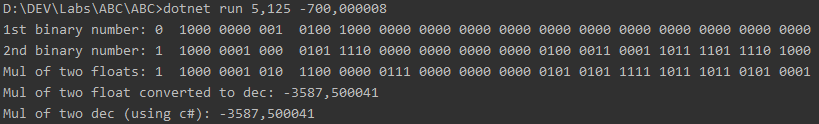 D:\DEV\Labs\ABC\ABC>dotnet run 5,125 -700,000008
1st binary number: 0  1000 0000 001  0100 1000 0000 0000 0000 0000 0000 0000 0000 0000 0000 0000 0000
2nd binary number: 1  1000 0001 000  0101 1110 0000 0000 0000 0000 0100 0011 0001 1011 1101 1110 1000
Mul of two floats: 1  1000 0001 010  1100 0000 0111 0000 0000 0000 0101 0101 1111 1011 1011 0101 0001
Mul of two float converted to dec: -3587,500041
Mul of two dec (using c#): -3587,500041